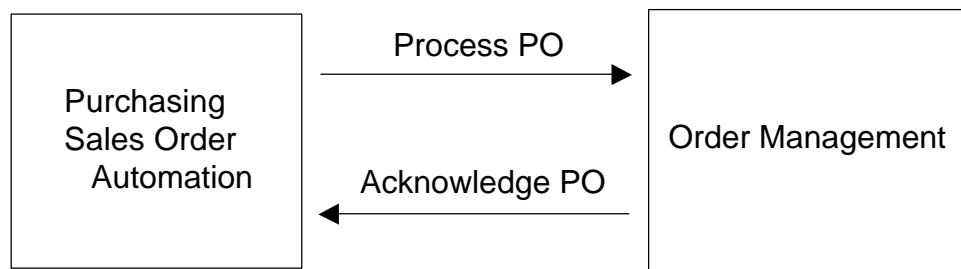 Process PO
Purchasing
Sales Order
Automation
Order Management
Acknowledge PO